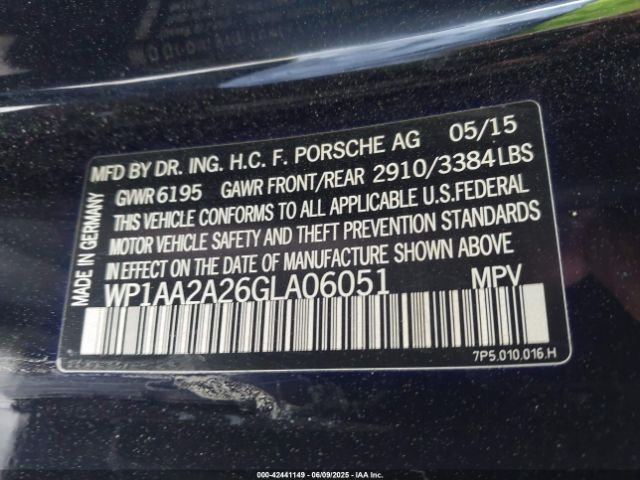 MFD BY DR. ING. H.C. F. PORSCHE AG 05/15
GVWR 6195 GAWR FRONT/REAR 2910/3384 LBS
THIS VEHICLE CONFORMS TO ALL APPLICABLE U.S.FEDERAL
MOTOR VEHICLE SAFETY AND THEFT PREVENTION STANDARDS
IN EFFECT ON THE DATE OF MANUFACTURE SHOWN ABOVE
WP1AA2A26GLA06051 MPV
7P5.010.016.H
MADE IN GERMANY
000-42441149 - 06/09/2025 - IAA Inc.